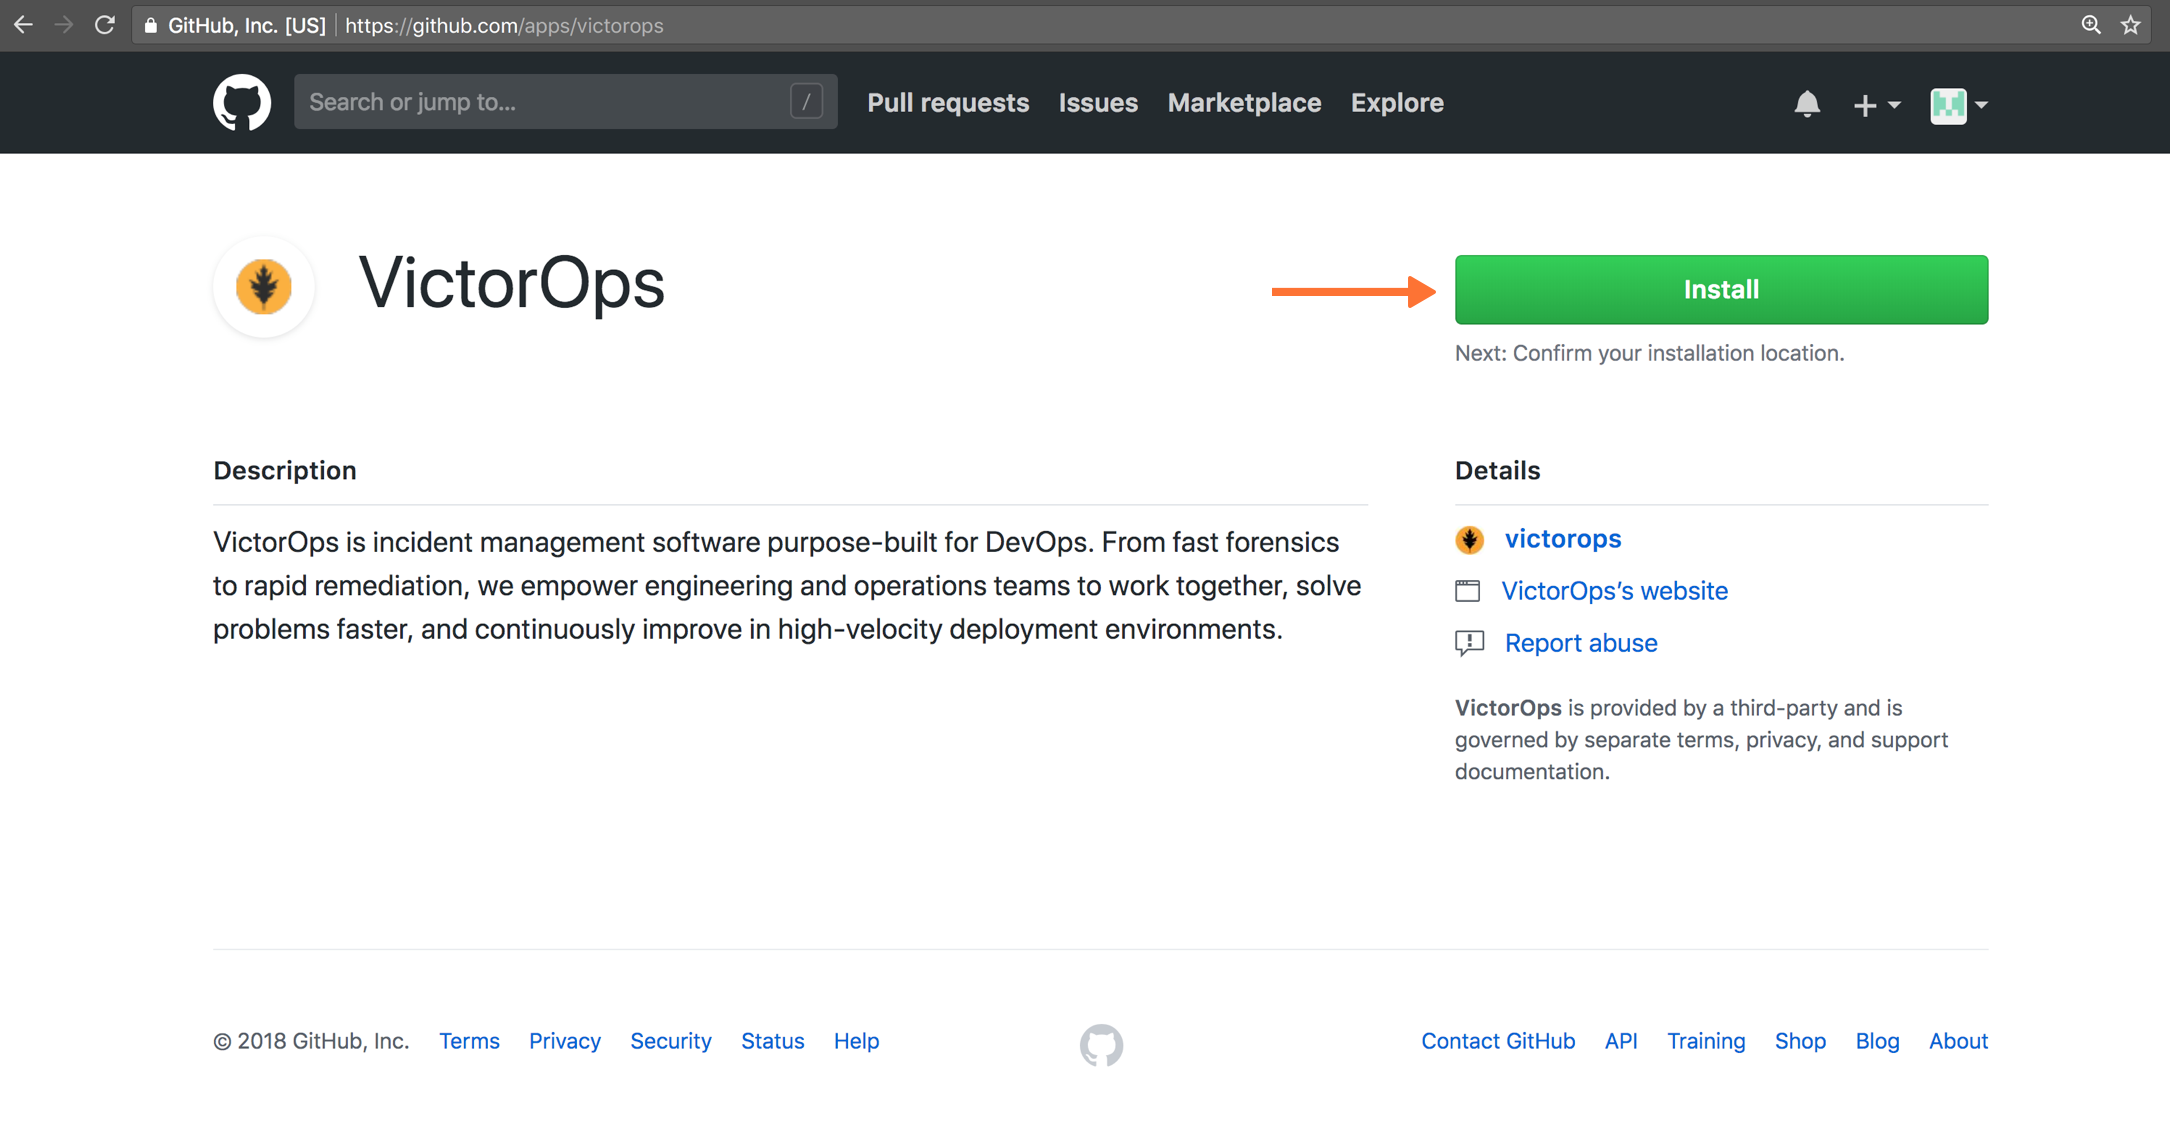 GitHub, Inc. [US] https://github.com/apps/victorops
Search or jump to... / Pull requests Issues Marketplace Explore
VictorOps
Install
Next: Confirm your installation location.
Description
VictorOps is incident management software purpose-built for DevOps. From fast forensics
to rapid remediation, we empower engineering and operations teams to work together, solve
problems faster, and continuously improve in high-velocity deployment environments.
Details
victorops
VictorOps’s website
Report abuse
VictorOps is provided by a third-party and is
governed by separate terms, privacy, and support
documentation.
© 2018 GitHub, Inc. Terms Privacy Security Status Help Contact GitHub API Training Shop Blog About